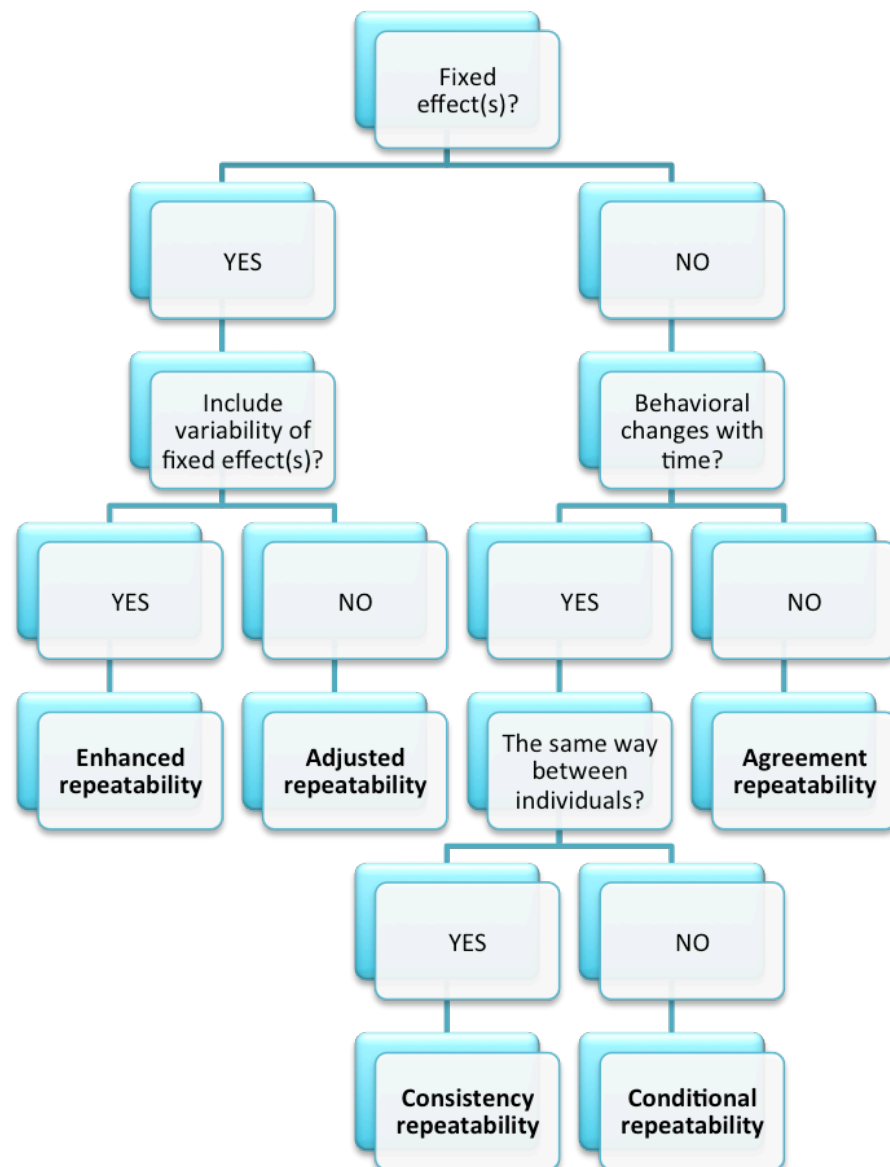 Fixed
effect(s)?
YES
NO
Include
variability of
fixed effect(s)?
Behavioral
changes with
time?
YES
NO
YES
NO
Enhanced
repeatability
Adjusted
repeatability
The same way
between
individuals?
Agreement
repeatability
YES
NO
Consistency
repeatability
Conditional
repeatability